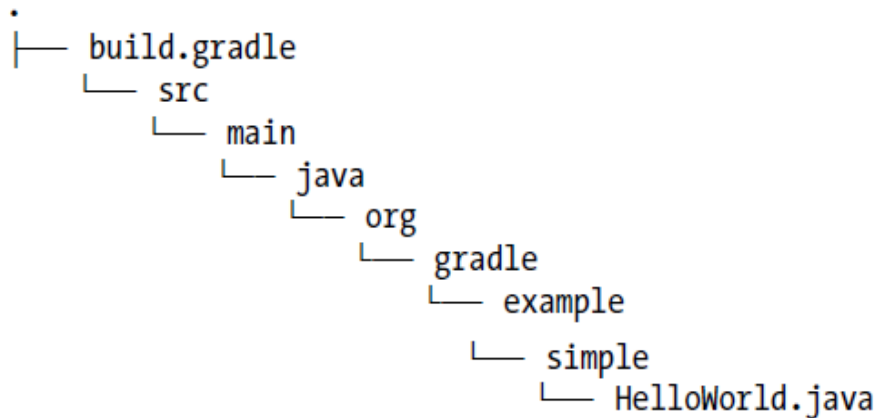 .
├── build.gradle
└── src
└── main
└── java
└── org
└── gradle
└── example
└── simple
└── HelloWorld.java